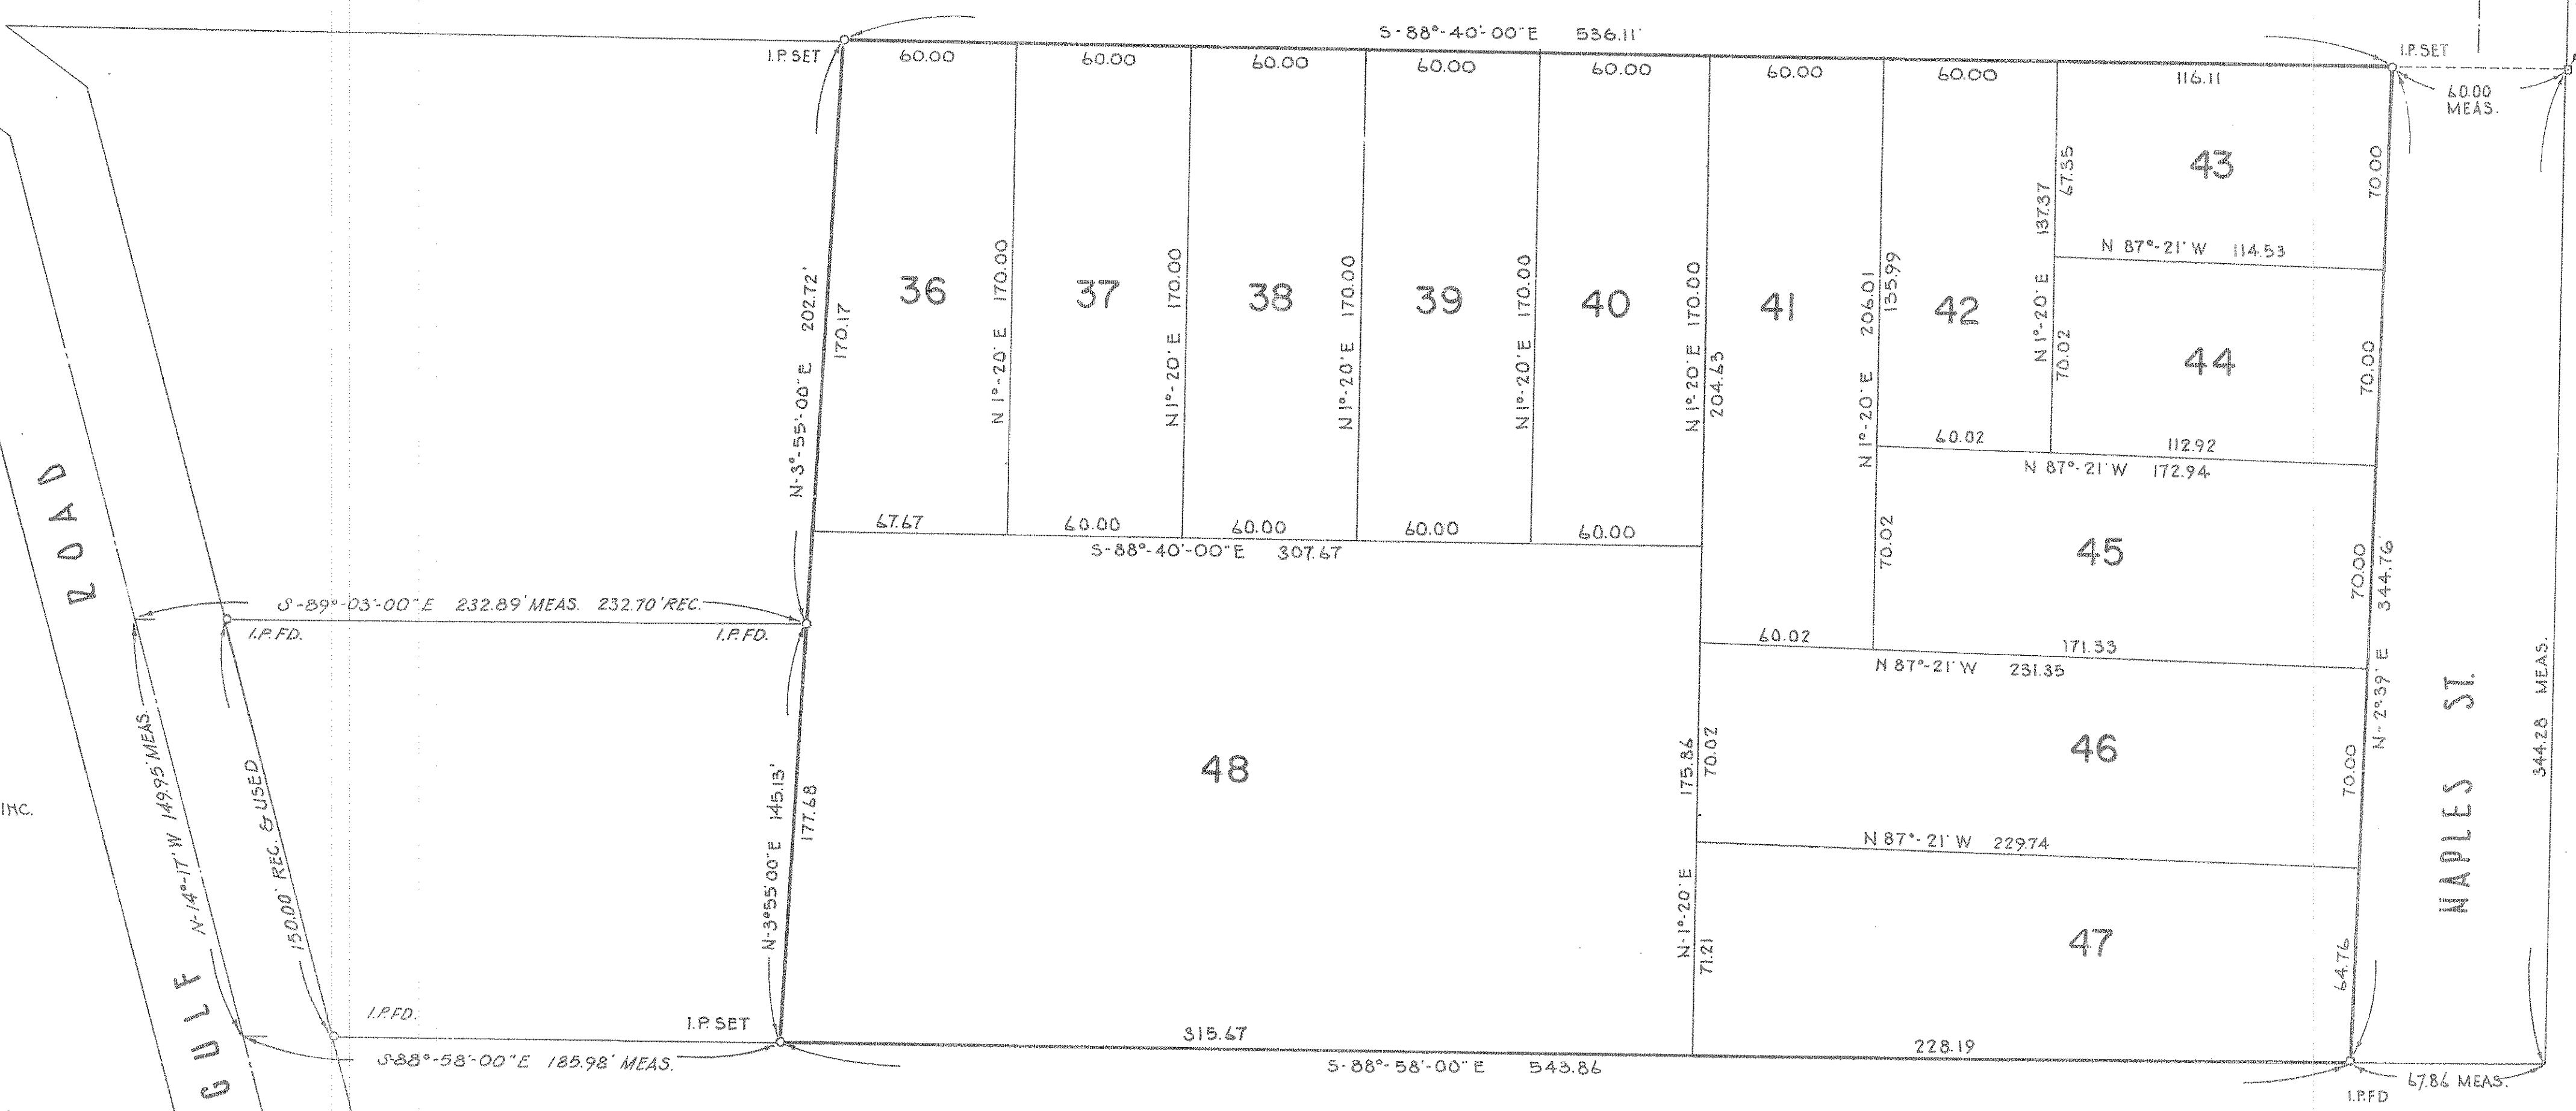 S-88°-40'-00"E 536.11'
I.P. SET
60.00
60.00
60.00
60.00
60.00
60.00
60.00
116.11
I.P. SET
60.00
MEAS.
N-3°-55'-00"E 202.72'
170.17
36
N 1°-20' E 170.00
37
N 1°-20' E 170.00
38
N 1°-20' E 170.00
39
N 1°-20' E 170.00
40
N 1°-20' E 170.00
204.63
41
N 1°-20' E 206.01
135.99
42
N 1°-20' E 137.37
67.35
43
70.00
N 87°-21' W 114.53
70.02
44
70.00
60.02
112.92
N 87°-21' W 172.94
67.67
60.00
60.00
60.00
60.00
S-88°-40'-00"E 307.67
70.02
45
70.00
N-2°39' E 344.76'
60.02
171.33
N 87°-21' W 231.35
S-89°-03'-00"E 232.89' MEAS. 232.70' REC.
I.P. FD.
I.P. FD.
N-14°-17' W 149.95' MEAS.
150.00' REC. & USED
INC.
N-3°55'00"E 145.13'
177.68
48
N-1°-20' E 175.86
70.02
46
70.00
N 87°-21' W 229.74
71.21
47
64.76
344.28 MEAS.
NAPLES ST.
GULF ROAD
I.P. FD.
I.P. SET
S-88°-58'-00"E 185.98' MEAS.
315.67
228.19
S-88°-58'-00"E 543.86
67.86 MEAS.
I.P.FD